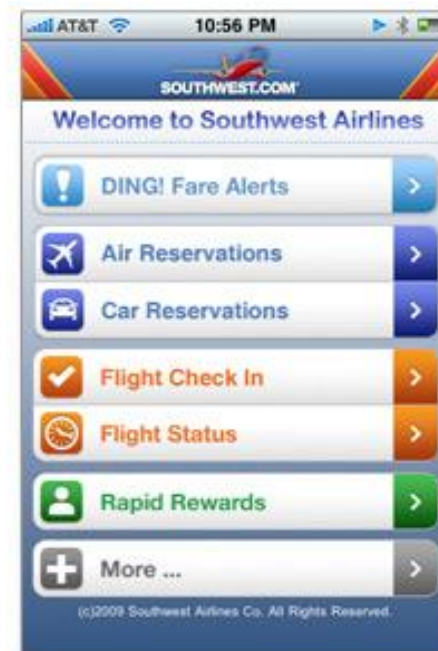 AT&T 10:56 PM
SOUTHWEST.COM
Welcome to Southwest Airlines
DING! Fare Alerts
Air Reservations
Car Reservations
Flight Check In
Flight Status
Rapid Rewards
More ...
(c)2009 Southwest Airlines Co. All Rights Reserved.